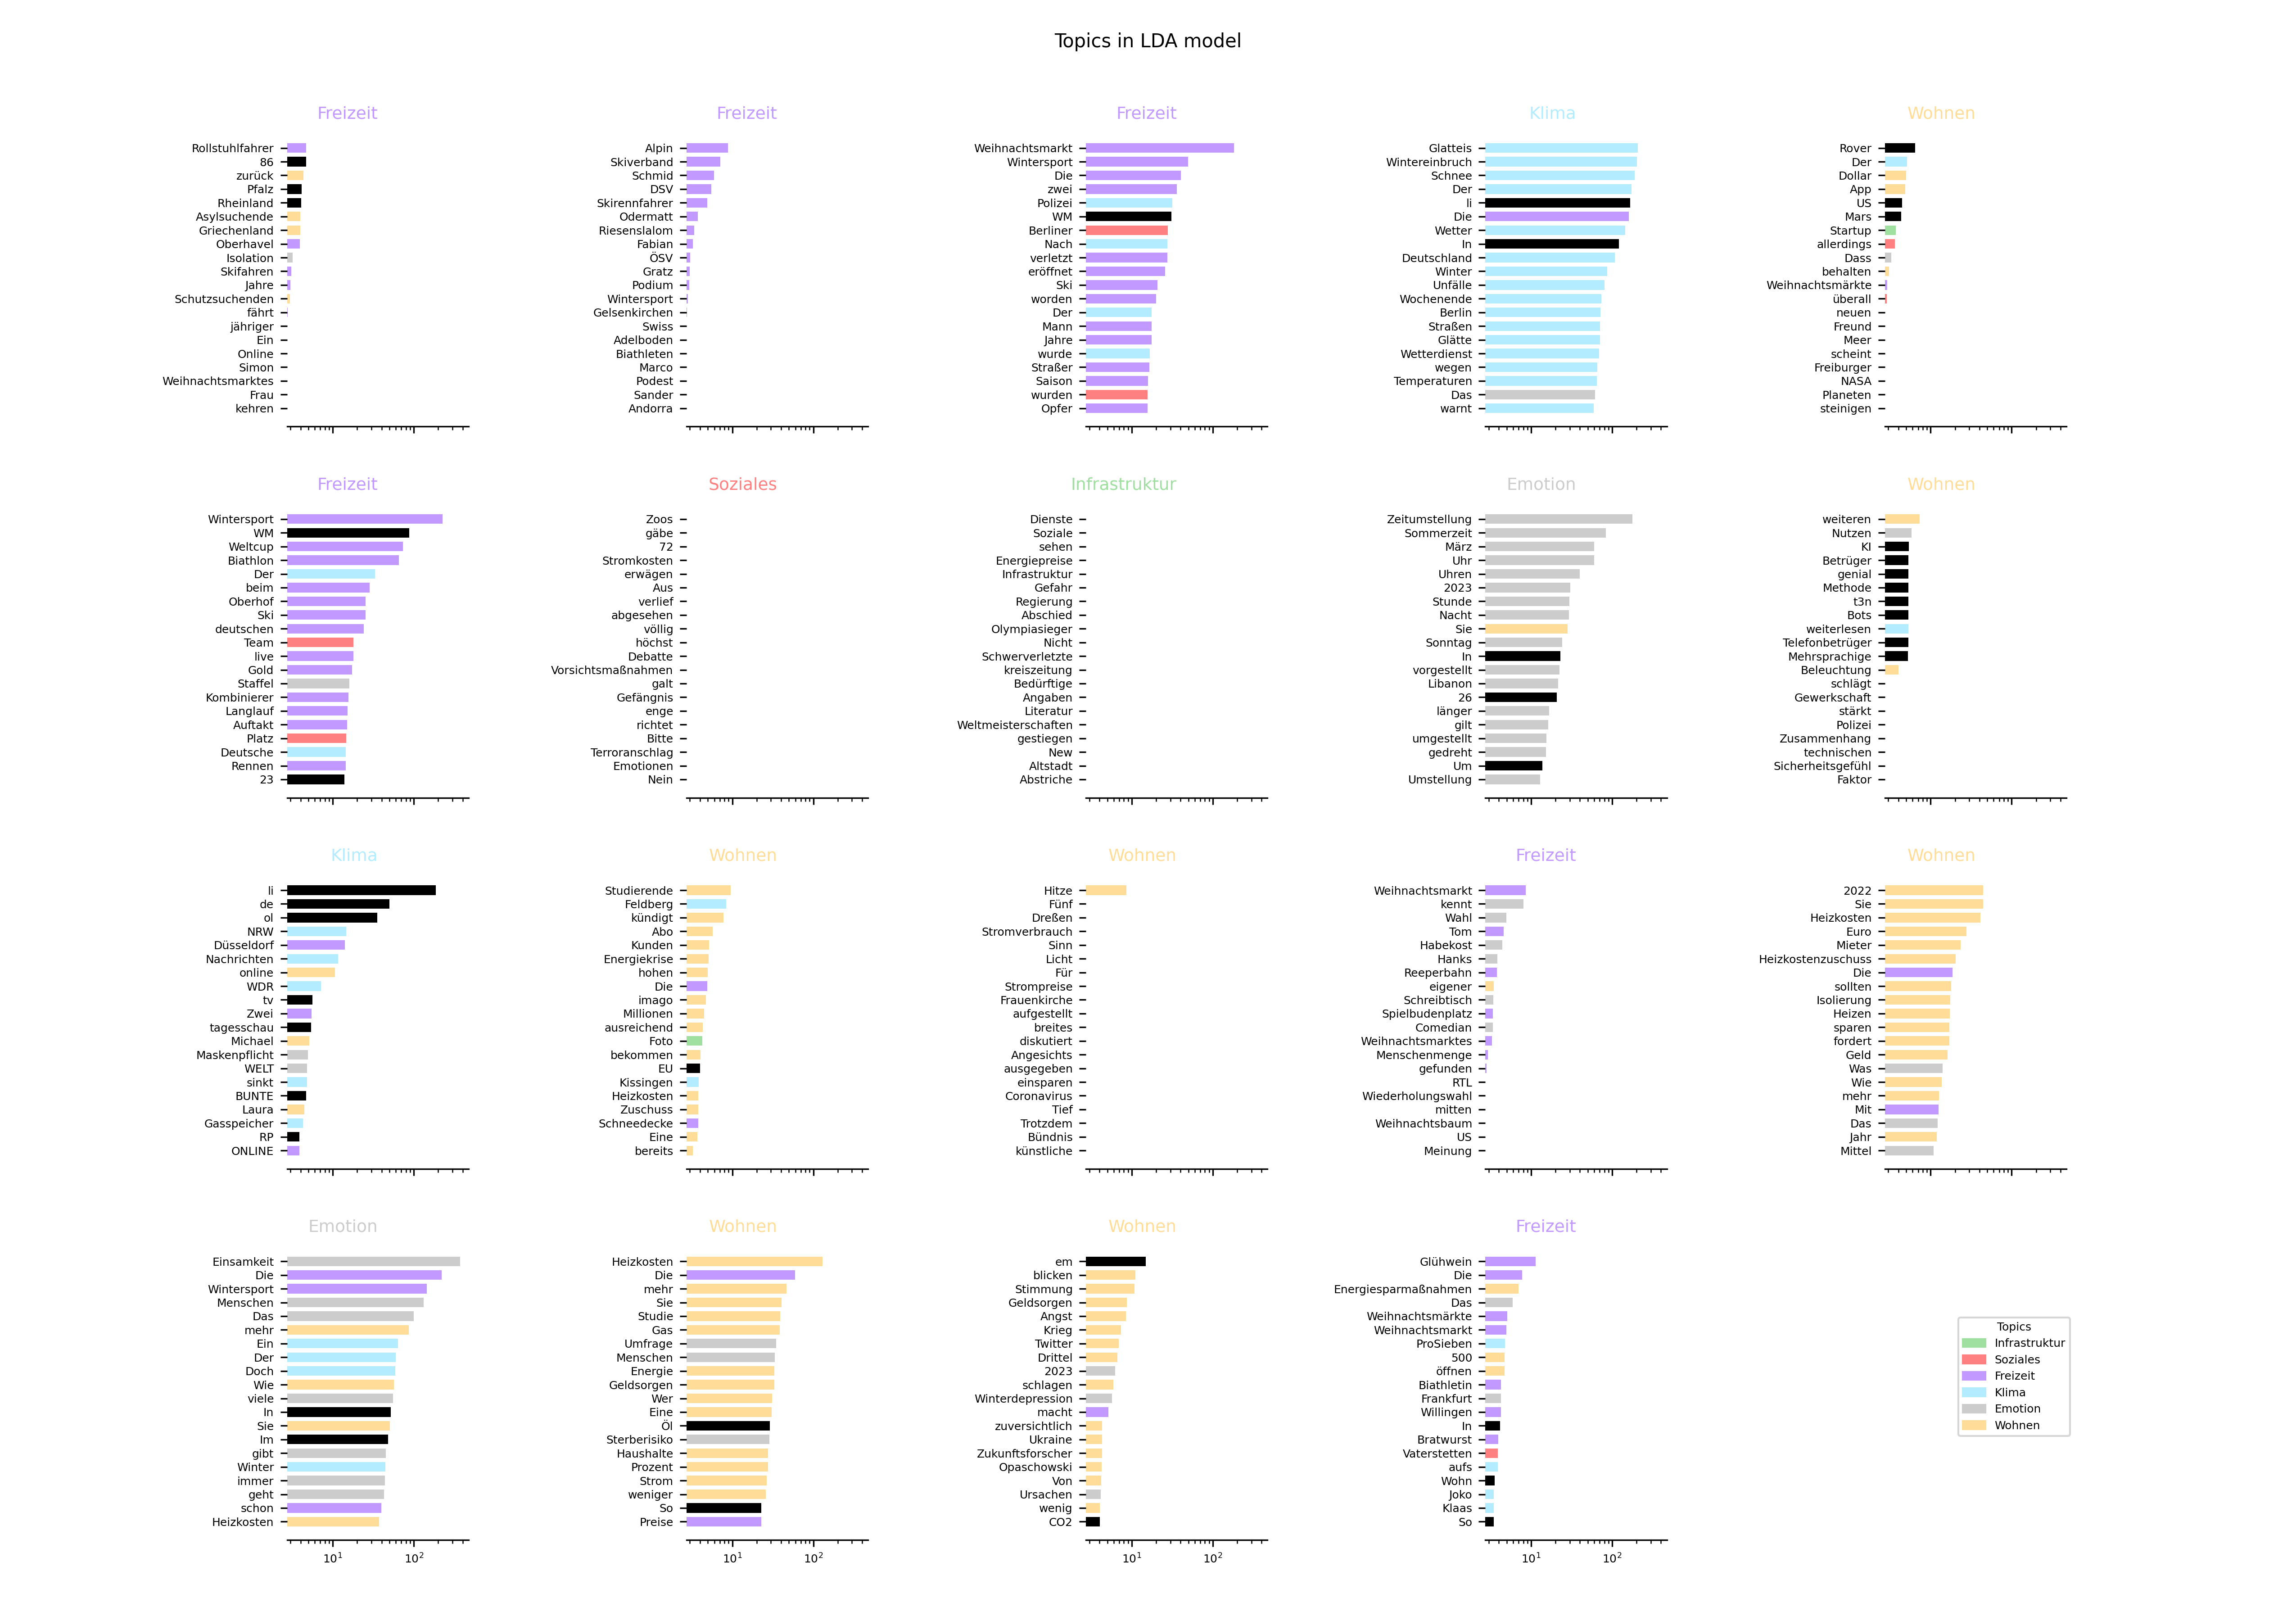 Topics in LDA model
Freizeit
Rollstuhlfahrer
86
zurück
Pfalz
Rheinland
Asylsuchende
Griechenland
Oberhavel
Isolation
Skifahren
Jahre
Schutzsuchenden
fährt
jähriger
Ein
Online
Simon
Weihnachtsmarktes
Frau
kehren
Freizeit
Alpin
Skiverband
Schmid
DSV
Skirennfahrer
Odermatt
Riesenslalom
Fabian
ÖSV
Gratz
Podium
Wintersport
Gelsenkirchen
Swiss
Adelboden
Biathleten
Marco
Podest
Sander
Andorra
Freizeit
Weihnachtsmarkt
Wintersport
Die
zwei
Polizei
WM
Berliner
Nach
verletzt
eröffnet
Ski
worden
Der
Mann
Jahre
wurde
Straßer
Saison
wurden
Opfer
Klima
Glatteis
Wintereinbruch
Schnee
Der
li
Die
Wetter
In
Deutschland
Winter
Unfälle
Wochenende
Berlin
Straßen
Glätte
Wetterdienst
wegen
Temperaturen
Das
warnt
Wohnen
Rover
Der
Dollar
App
US
Mars
Startup
allerdings
Dass
behalten
Weihnachtsmärkte
überall
neuen
Freund
Meer
scheint
Freiburger
NASA
Planeten
steinigen
Freizeit
Wintersport
WM
Weltcup
Biathlon
Der
beim
Oberhof
Ski
deutschen
Team
live
Gold
Staffel
Kombinierer
Langlauf
Auftakt
Platz
Deutsche
Rennen
23
Soziales
Zoos
gäbe
72
Stromkosten
erwägen
Aus
verlief
abgesehen
völlig
höchst
Debatte
Vorsichtsmaßnahmen
galt
Gefängnis
enge
richtet
Bitte
Terroranschlag
Emotionen
Nein
Infrastruktur
Dienste
Soziale
sehen
Energiepreise
Infrastruktur
Gefahr
Regierung
Abschied
Olympiasieger
Nicht
Schwerverletzte
kreiszeitung
Bedürftige
Angaben
Literatur
Weltmeisterschaften
gestiegen
New
Altstadt
Abstriche
Emotion
Zeitumstellung
Sommerzeit
März
Uhr
Uhren
2023
Stunde
Nacht
Sie
Sonntag
In
vorgestellt
Libanon
26
länger
gilt
umgestellt
gedreht
Um
Umstellung
Wohnen
weiteren
Nutzen
KI
Betrüger
genial
Methode
t3n
Bots
weiterlesen
Telefonbetrüger
Mehrsprachige
Beleuchtung
schlägt
Gewerkschaft
stärkt
Polizei
Zusammenhang
technischen
Sicherheitsgefühl
Faktor
Klima
li
de
ol
NRW
Düsseldorf
Nachrichten
online
WDR
tv
Zwei
tagesschau
Michael
Maskenpflicht
WELT
sinkt
BUNTE
Laura
Gasspeicher
RP
ONLINE
Wohnen
Studierende
Feldberg
kündigt
Abo
Kunden
Energiekrise
hohen
Die
imago
Millionen
ausreichend
Foto
bekommen
EU
Kissingen
Heizkosten
Zuschuss
Schneedecke
Eine
bereits
Wohnen
Hitze
Fünf
Dreßen
Stromverbrauch
Sinn
Licht
Für
Strompreise
Frauenkirche
aufgestellt
breites
diskutiert
Angesichts
ausgegeben
einsparen
Coronavirus
Tief
Trotzdem
Bündnis
künstliche
Freizeit
Weihnachtsmarkt
kennt
Wahl
Tom
Habekost
Hanks
Reeperbahn
eigener
Schreibtisch
Spielbudenplatz
Comedian
Weihnachtsmarktes
Menschenmenge
gefunden
RTL
Wiederholungswahl
mitten
Weihnachtsbaum
US
Meinung
Wohnen
2022
Sie
Heizkosten
Euro
Mieter
Heizkostenzuschuss
Die
sollten
Isolierung
Heizen
sparen
fordert
Geld
Was
Wie
mehr
Mit
Das
Jahr
Mittel
Emotion
Einsamkeit
Die
Wintersport
Menschen
Das
mehr
Ein
Der
Doch
Wie
viele
In
Sie
Im
gibt
Winter
immer
geht
schon
Heizkosten
10¹ 10²
Wohnen
Heizkosten
Die
mehr
Sie
Studie
Gas
Umfrage
Menschen
Energie
Geldsorgen
Wer
Eine
Öl
Sterberisiko
Haushalte
Prozent
Strom
weniger
So
Preise
10¹ 10²
Wohnen
em
blicken
Stimmung
Geldsorgen
Angst
Krieg
Twitter
Drittel
2023
schlagen
Winterdepression
macht
zuversichtlich
Ukraine
Zukunftsforscher
Opaschowski
Von
Ursachen
wenig
CO2
10¹ 10²
Freizeit
Glühwein
Die
Energiesparmaßnahmen
Das
Weihnachtsmärkte
Weihnachtsmarkt
ProSieben
500
öffnen
Biathletin
Frankfurt
Willingen
In
Bratwurst
Vaterstetten
aufs
Wohn
Joko
Klaas
So
10¹ 10²
Topics
Infrastruktur
Soziales
Freizeit
Klima
Emotion
Wohnen